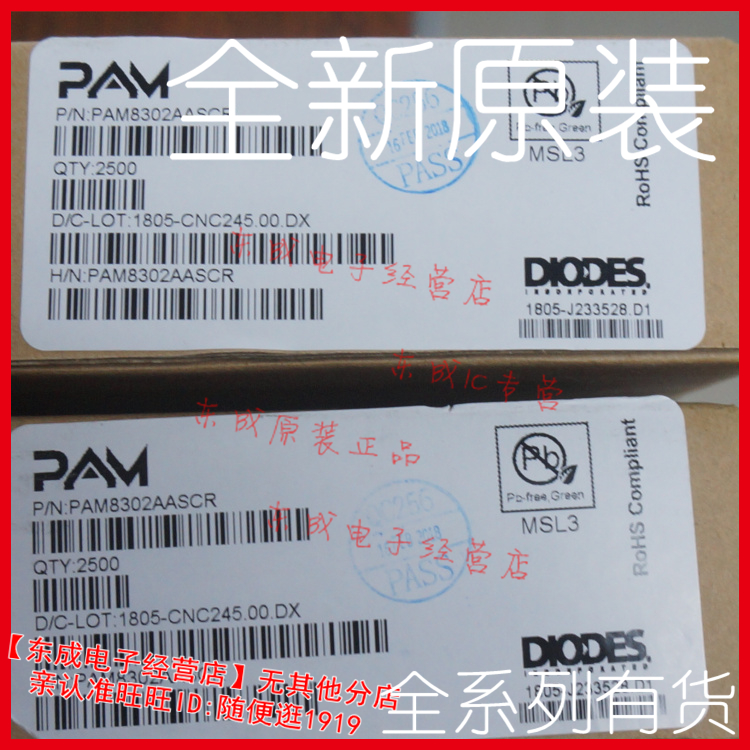 全新原装
PAM
P/N:PAM8302AASCR
QTY:2500
D/C-LOT:1805-CNC245.00.DX
H/N:PAM8302AASCR
Pb-free,Green
MSL3
RoHS Compliant
PASS
DIODES
INCORPORATED
1805-J233528.D1
东成电子经营店
东成IC专营
东成原装正品
PAM
P/N:PAM8302AASCR
QTY:2500
D/C-LOT:1805-CNC245.00.DX
Pb
Pb-free,Green
MSL3
RoHS Compliant
QC256
PASS
东成电子经营店
DIODES
INCORPORATED
1805-J233528.D1
【东成电子经营店】无其他分店
亲认准旺旺ID:随便逛1919
全系列有货